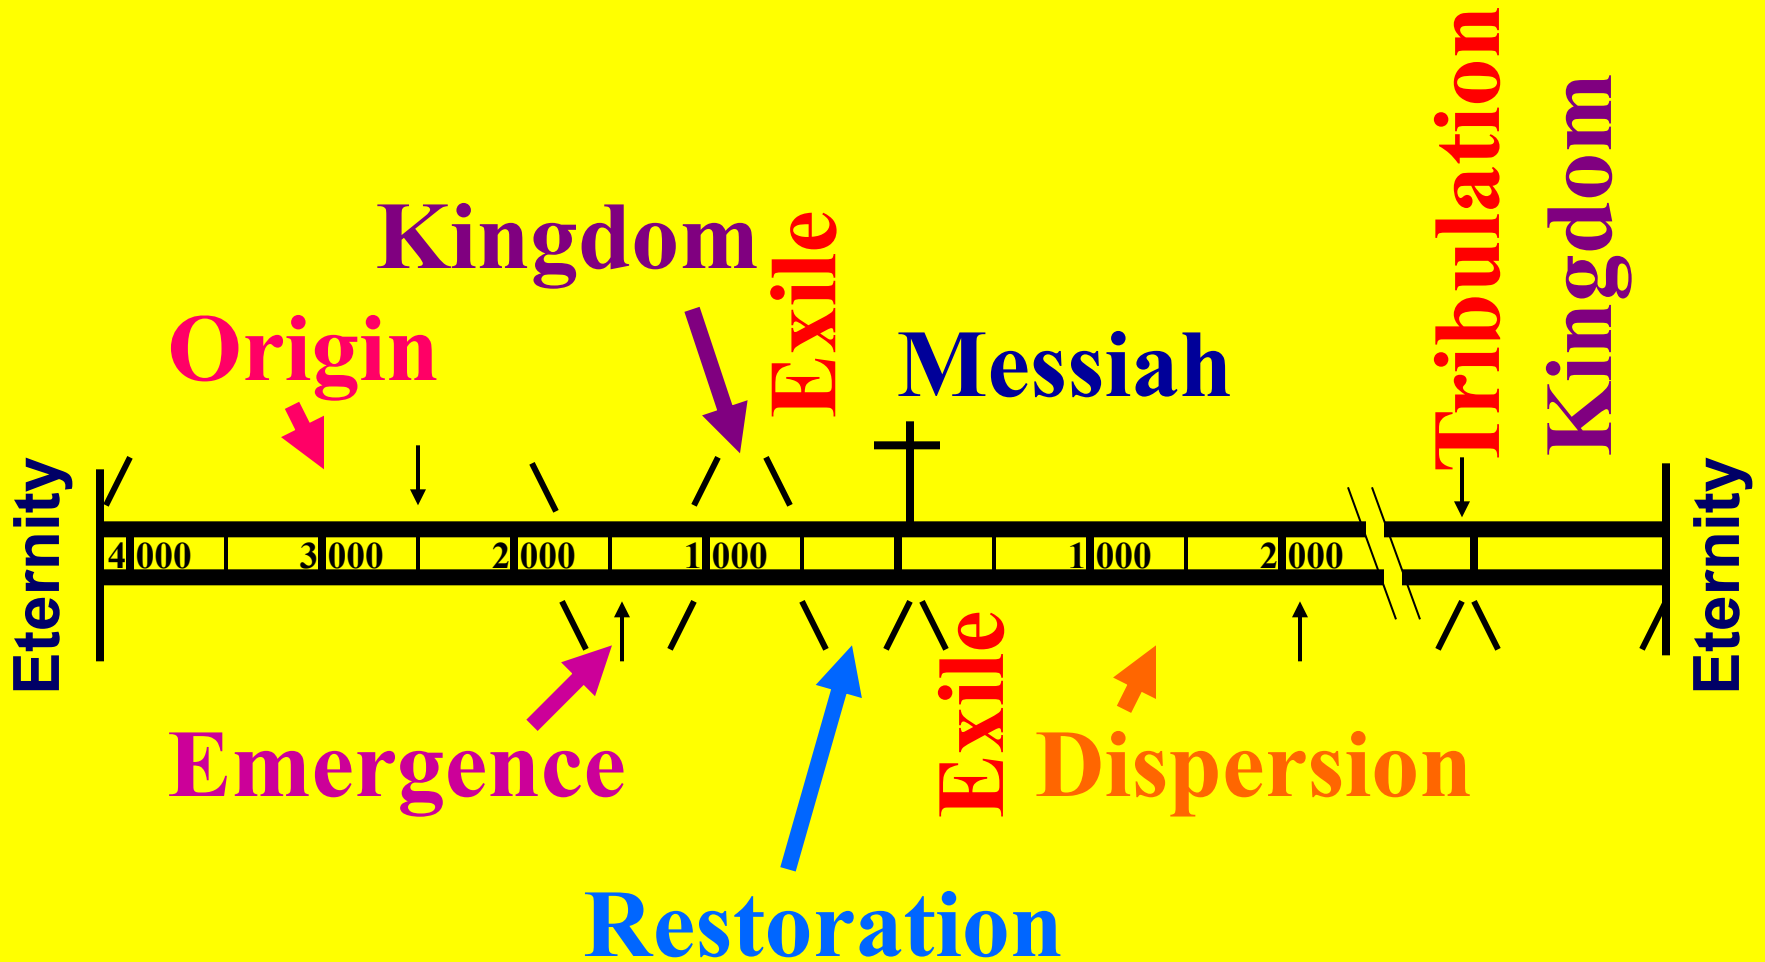 Tribulation
Kingdom
Kingdom
Exile
Origin
Messiah
Eternity
4000 3000 2000 1000 1000 2000
Eternity
Exile
Emergence
Dispersion
Restoration